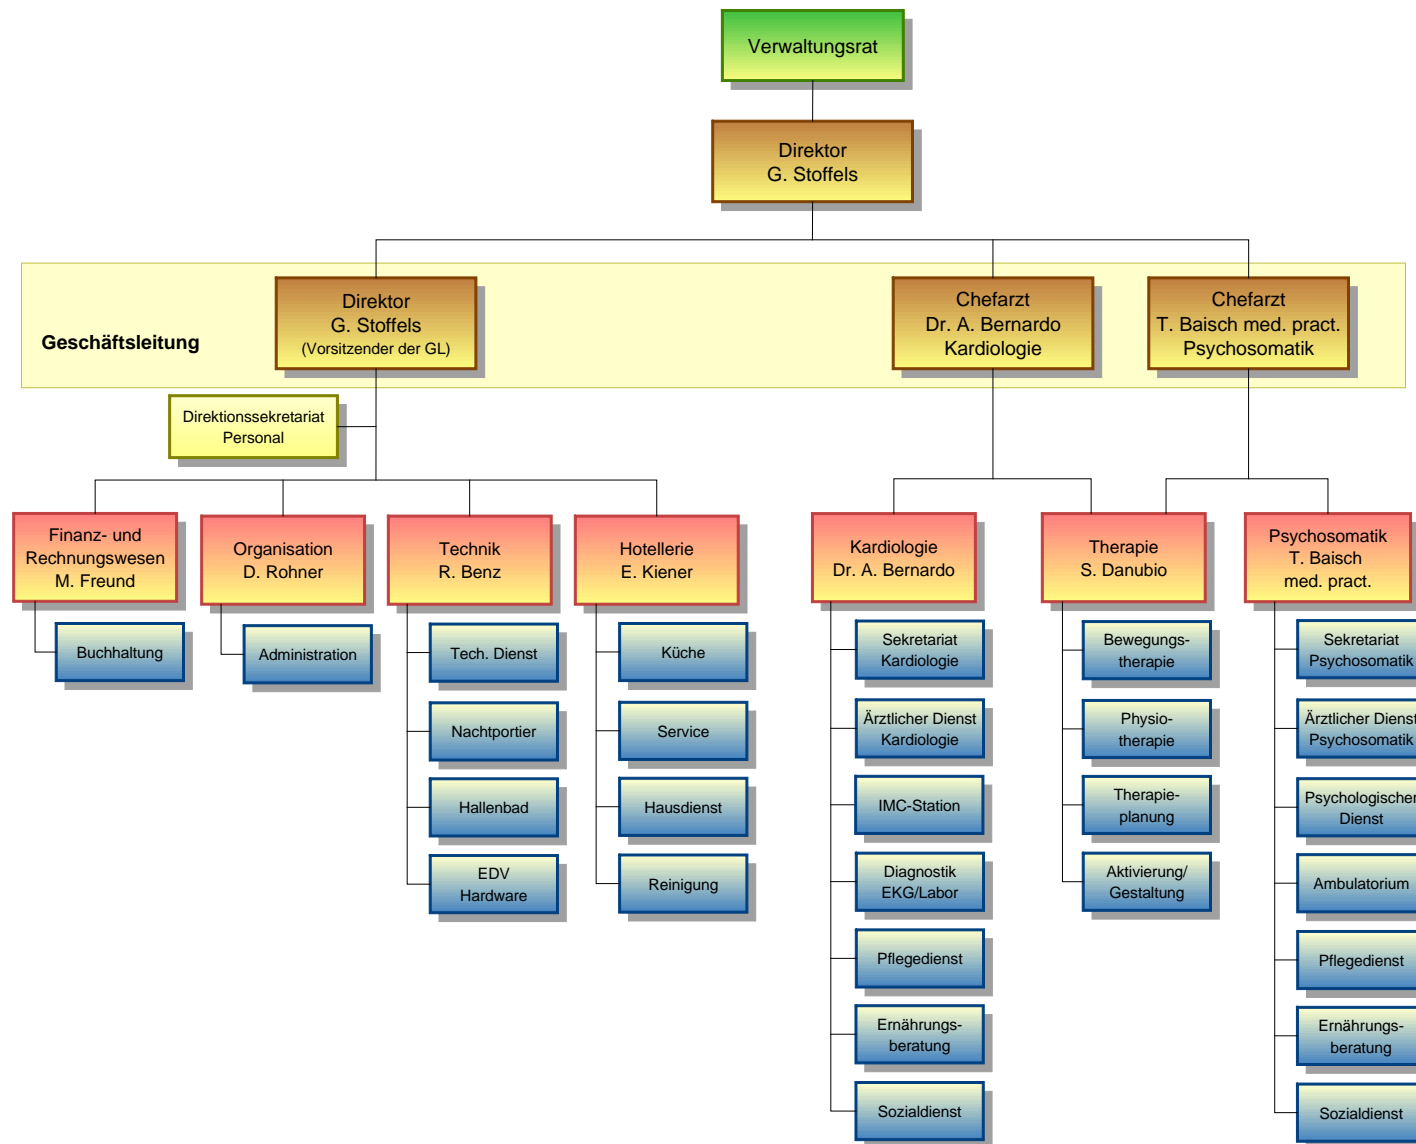 Verwaltungsrat
Direktor
G. Stoffels
Geschäftsleitung
Direktor
G. Stoffels
(Vorsitzender der GL)
Chefarzt
Dr. A. Bernardo
Kardiologie
Chefarzt
T. Baisch med. pract.
Psychosomatik
Direktionssekretariat
Personal
Finanz- und
Rechnungswesen
M. Freund
Buchhaltung
Organisation
D. Rohner
Administration
Technik
R. Benz
Tech. Dienst
Nachtportier
Hallenbad
EDV
Hardware
Hotellerie
E. Kiener
Küche
Service
Hausdienst
Reinigung
Kardiologie
Dr. A. Bernardo
Sekretariat
Kardiologie
Ärztlicher Dienst
Kardiologie
IMC-Station
Diagnostik
EKG/Labor
Pflegedienst
Ernährungs-
beratung
Sozialdienst
Therapie
S. Danubio
Bewegungs-
therapie
Physio-
therapie
Therapie-
planung
Aktivierung/
Gestaltung
Psychosomatik
T. Baisch
med. pract.
Sekretariat
Psychosomatik
Ärztlicher Dienst
Psychosomatik
Psychologischer
Dienst
Ambulatorium
Pflegedienst
Ernährungs-
beratung
Sozialdienst